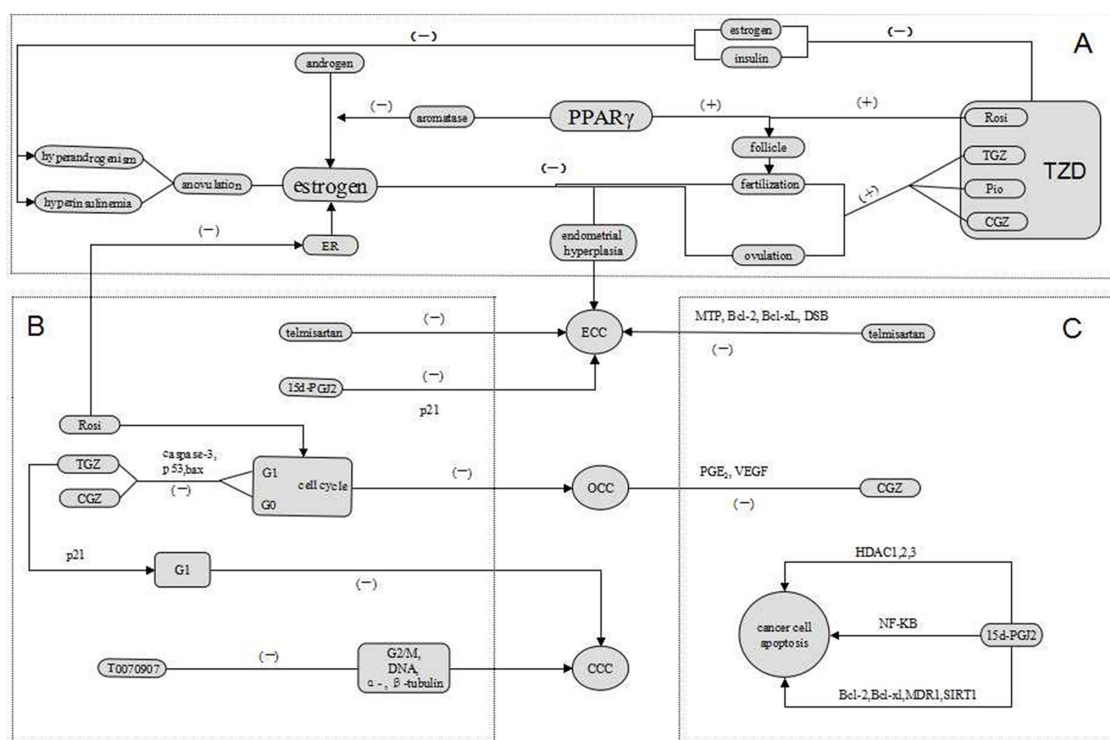 (—)
estrogen
insulin
(—)
A
androgen
(—)
aromatase
PPARγ
(+)
(+)
Rosi
follicle
TGZ
TZD
hyperandrogenism
(—)
anovulation
estrogen
fertilization
(+)
Pio
hyperinsulinemia
CGZ
(—)
ER
endometrial
hyperplasia
ovulation
B
telmisartan
(—)
ECC
MTP, Bcl-2, Bcl-xL, DSB
(—)
telmisartan
C
15d-PGJ2
(—)
p21
Rosi
TGZ
caspase-3,
p53,bax
(—)
CGZ
G1
cell cycle
G0
(—)
OCC
PGE₂, VEGF
(—)
CGZ
p21
G1
(—)
HDAC1,2,3
cancer cell
apoptosis
NF-KB
15d-PGJ2
Bcl-2,Bcl-xl,MDR1,SIRT1
T0070907
(—)
G2/M,
DNA,
α-, β-tubulin
CCC